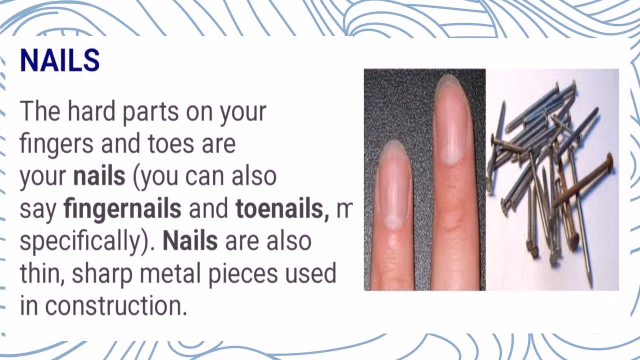 NAILS
The hard parts on your
fingers and toes are
your nails (you can also
say fingernails and toenails,
specifically). Nails are also
thin, sharp metal pieces used
in construction.